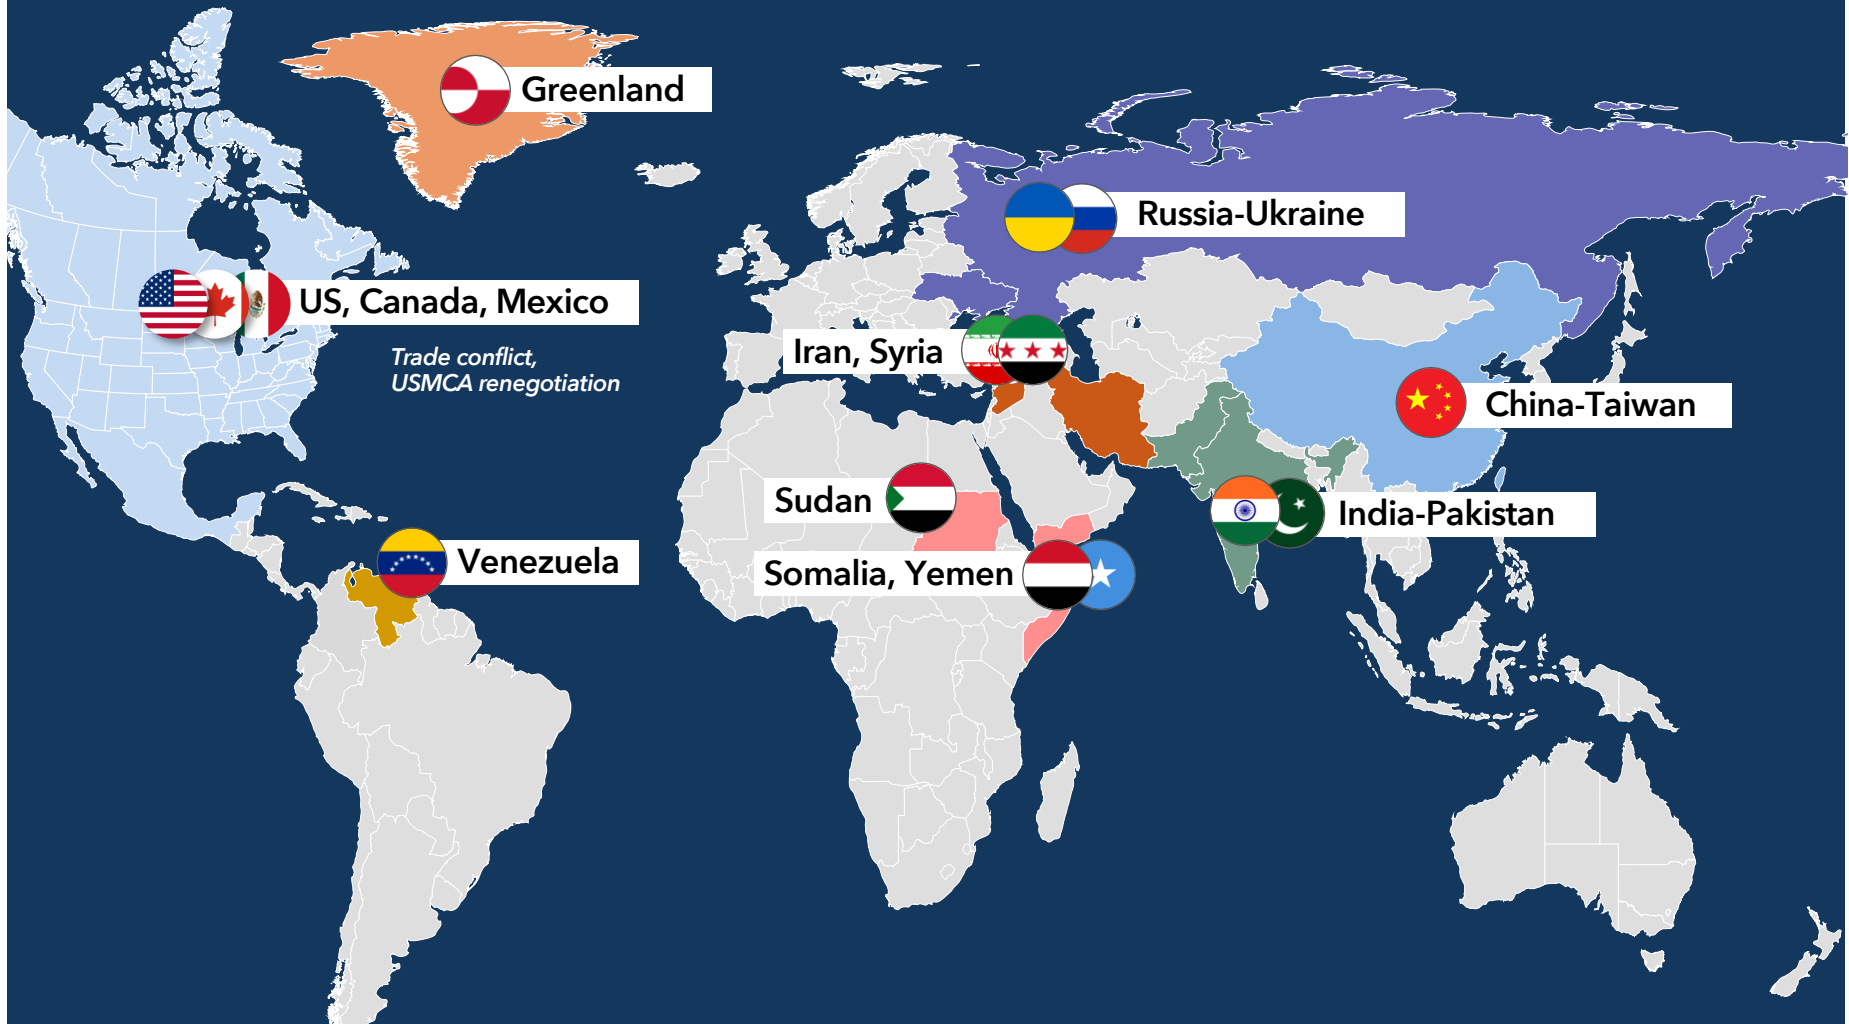 Greenland
Russia-Ukraine
US, Canada, Mexico
Trade conflict,
USMCA renegotiation
Iran, Syria
China-Taiwan
Sudan
India-Pakistan
Venezuela
Somalia, Yemen